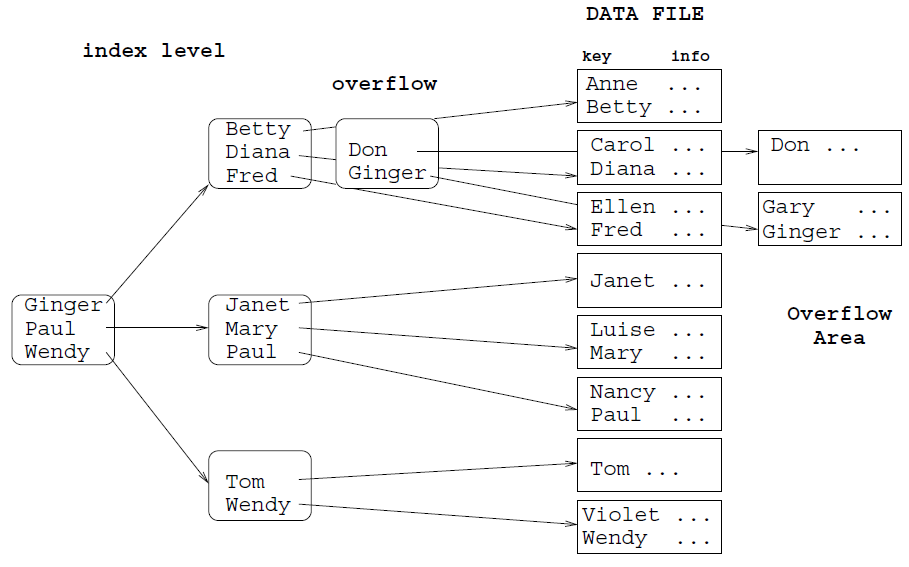 DATA FILE
index level
key info
overflow
Anne ...
Betty ...
Betty
Diana
Fred
Don
Ginger
Carol ...
Diana ...
Don ...
Ellen ...
Fred ...
Gary ...
Ginger ...
Ginger
Paul
Wendy
Janet
Mary
Paul
Janet ...
Luise ...
Mary ...
Overflow
Area
Nancy ...
Paul ...
Tom
Wendy
Tom ...
Violet ...
Wendy ...